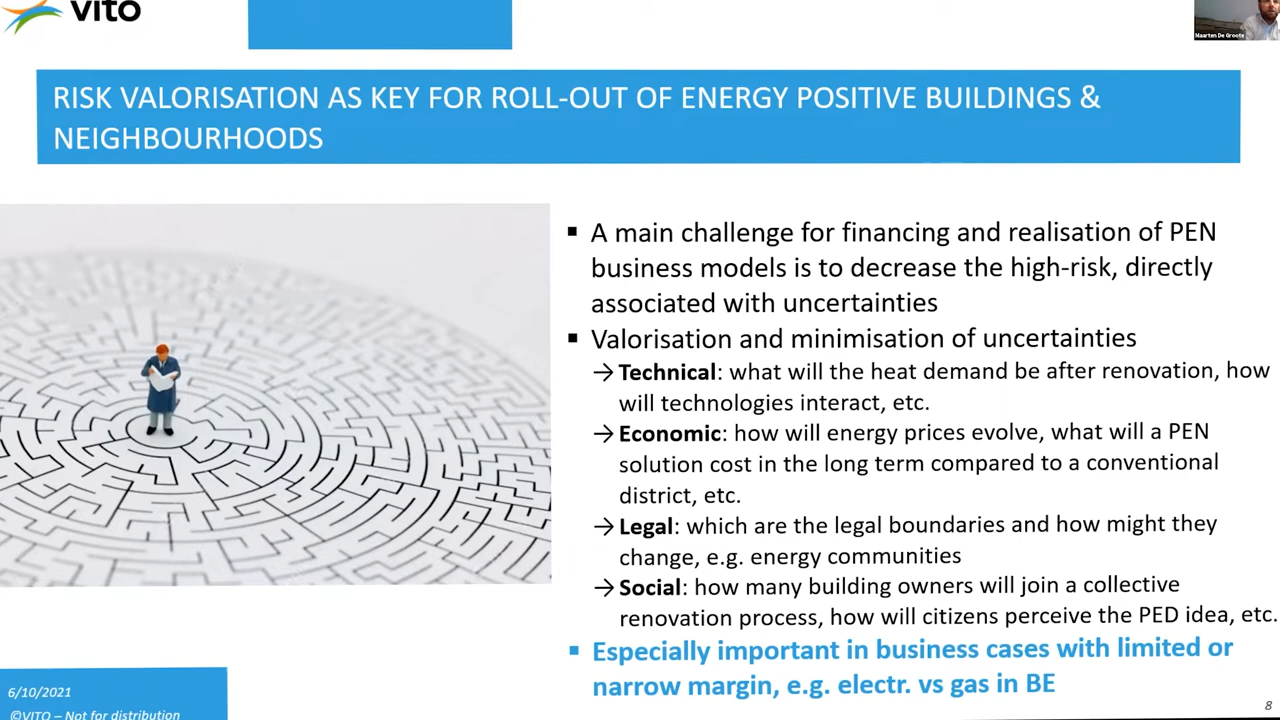 vito
Maarten De Groote
RISK VALORISATION AS KEY FOR ROLL-OUT OF ENERGY POSITIVE BUILDINGS &
NEIGHBOURHOODS
▪ A main challenge for financing and realisation of PEN
business models is to decrease the high-risk, directly
associated with uncertainties
▪ Valorisation and minimisation of uncertainties
→ Technical: what will the heat demand be after renovation, how
will technologies interact, etc.
→ Economic: how will energy prices evolve, what will a PEN
solution cost in the long term compared to a conventional
district, etc.
→ Legal: which are the legal boundaries and how might they
change, e.g. energy communities
→ Social: how many building owners will join a collective
renovation process, how will citizens perceive the PED idea, etc.
▪ Especially important in business cases with limited or
narrow margin, e.g. electr. vs gas in BE
6/10/2021
©VITO – Not for distribution
8